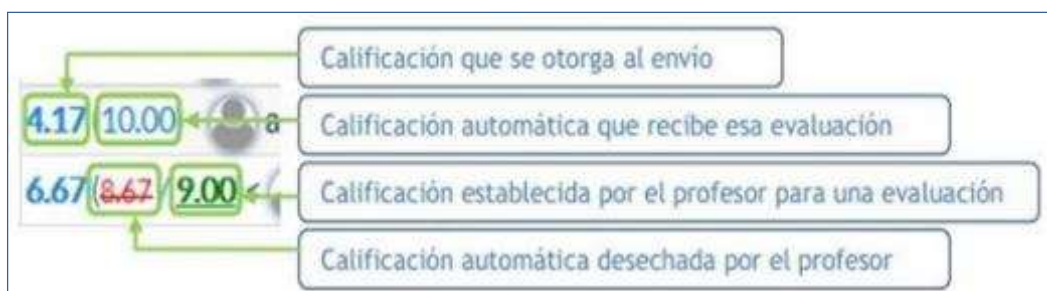 Calificación que se otorga al envío
4.17 10.00 a
Calificación automática que recibe esa evaluación
6.67 (8.67 / 9.00 <
Calificación establecida por el profesor para una evaluación
Calificación automática desechada por el profesor